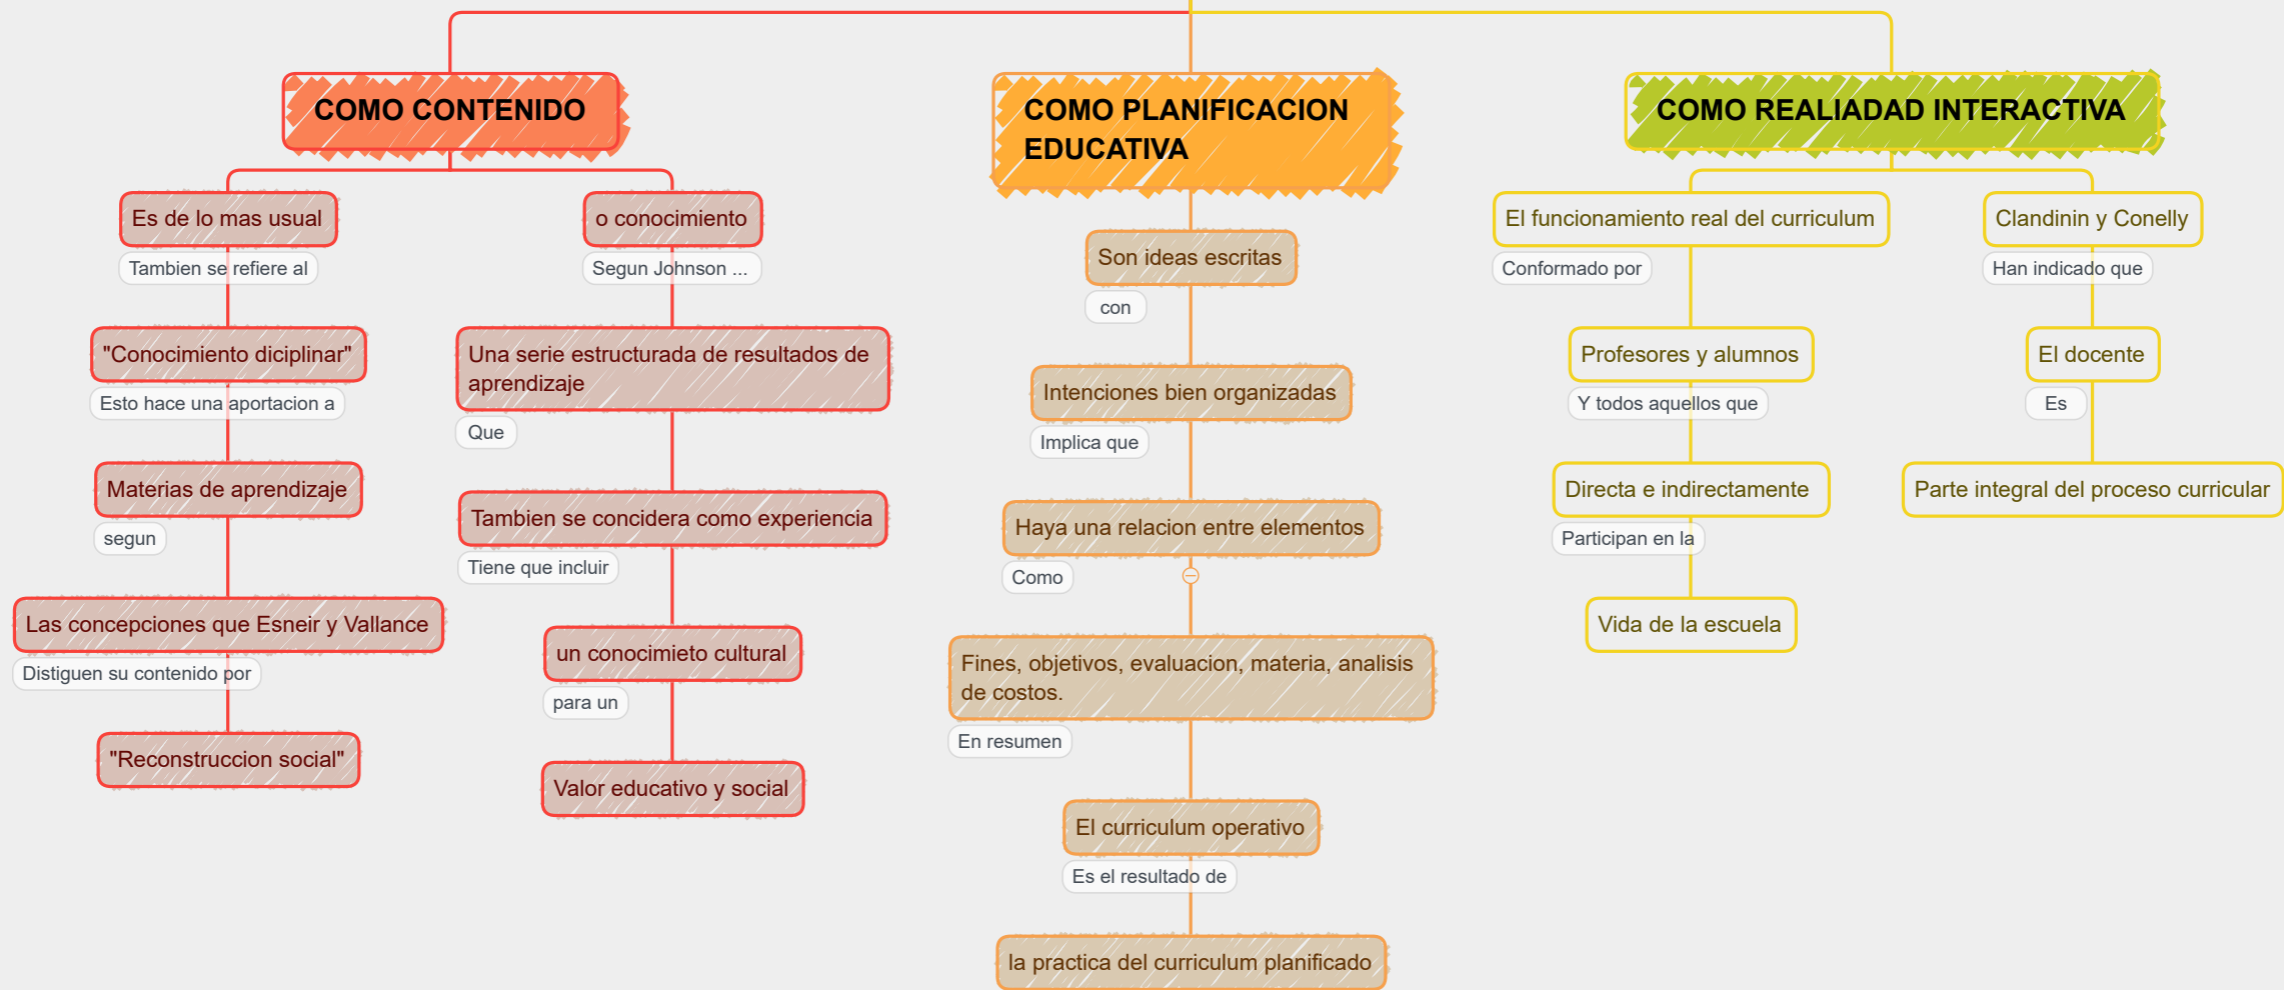 COMO CONTENIDO
Es de lo mas usual
Tambien se refiere al
"Conocimiento diciplinar"
Esto hace una aportacion a
Materias de aprendizaje
segun
Las concepciones que Esneir y Vallance
Distiguen su contenido por
"Reconstruccion social"
o conocimiento
Segun Johnson ...
Una serie estructurada de resultados de
aprendizaje
Que
Tambien se concidera como experiencia
Tiene que incluir
un conocimieto cultural
para un
Valor educativo y social
COMO PLANIFICACION
EDUCATIVA
Son ideas escritas
con
Intenciones bien organizadas
Implica que
Haya una relacion entre elementos
Como
Fines, objetivos, evaluacion, materia, analisis
de costos.
En resumen
El curriculum operativo
Es el resultado de
la practica del curriculum planificado
COMO REALIADAD INTERACTIVA
El funcionamiento real del curriculum
Conformado por
Profesores y alumnos
Y todos aquellos que
Directa e indirectamente
Participan en la
Vida de la escuela
Clandinin y Conelly
Han indicado que
El docente
Es
Parte integral del proceso curricular